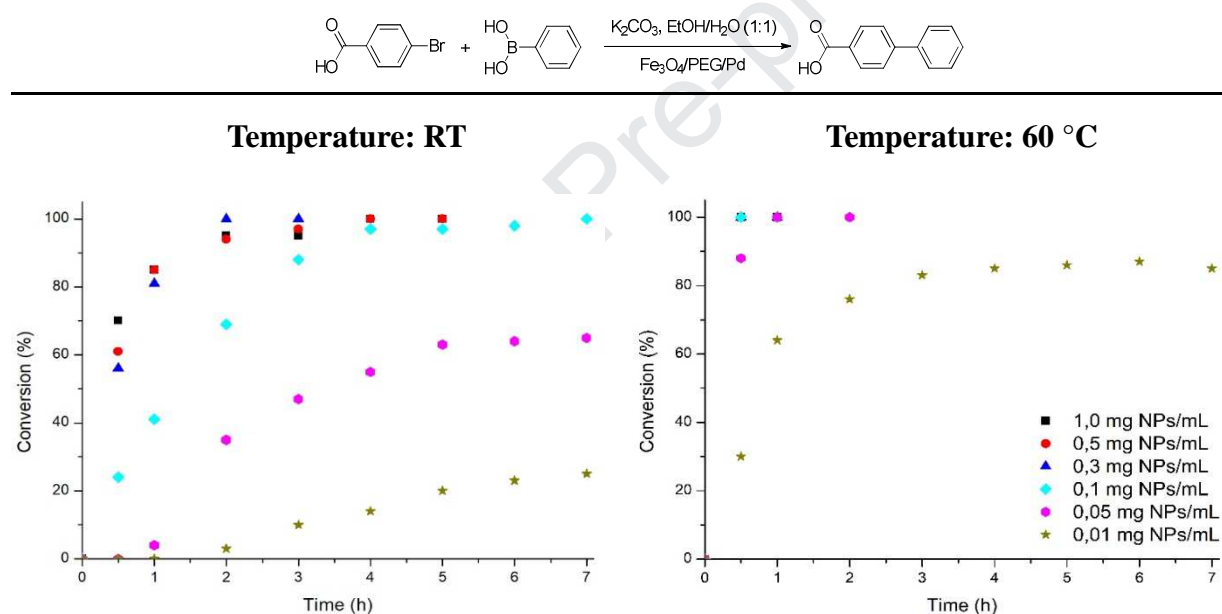 O
HO
Br
+
HO
B
HO
K2CO3, EtOH/H2O (1:1)
Fe3O4/PEG/Pd
O
HO
Pre-p
Temperature: RT
Temperature: 60 °C
Conversion (%)
100
80
60
40
20
0
0 1 2 3 4 5 6 7
Time (h)
Conversion (%)
100
80
60
40
20
0
1,0 mg NPs/mL
0,5 mg NPs/mL
0,3 mg NPs/mL
0,1 mg NPs/mL
0,05 mg NPs/mL
0,01 mg NPs/mL
0 1 2 3 4 5 6 7
Time (h)